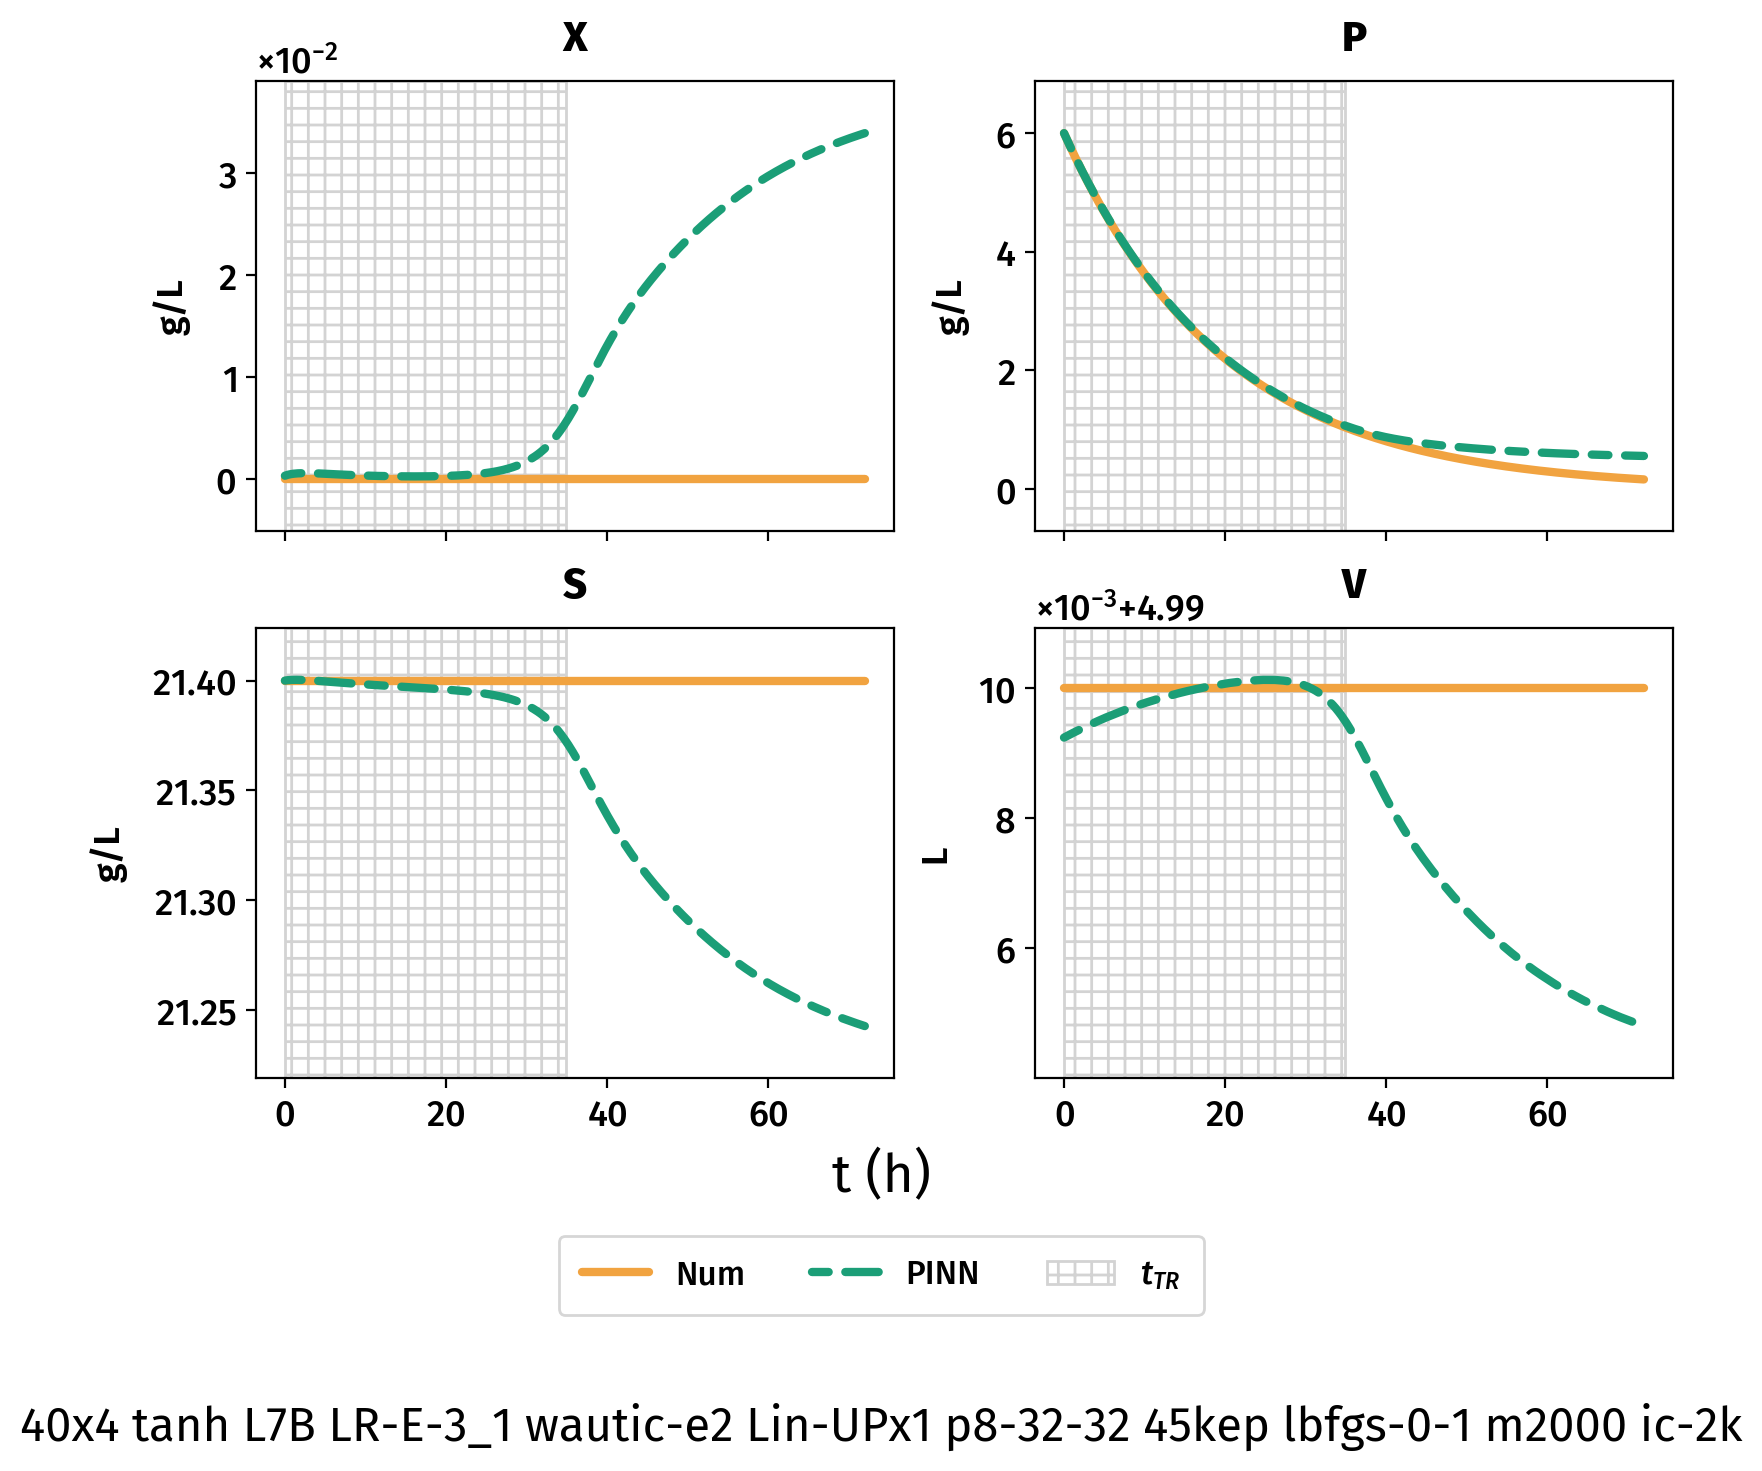 X
P
×10⁻²
g/L
3
2
1
0
g/L
6
4
2
0
S
V
×10⁻³+4.99
g/L
21.40
21.35
21.30
21.25
L
10
8
6
0 20 40 60
0 20 40 60
t (h)
Num PINN t_TR
40x4 tanh L7B LR-E-3_1 wautic-e2 Lin-UPx1 p8-32-32 45kep lbfgs-0-1 m2000 ic-2k